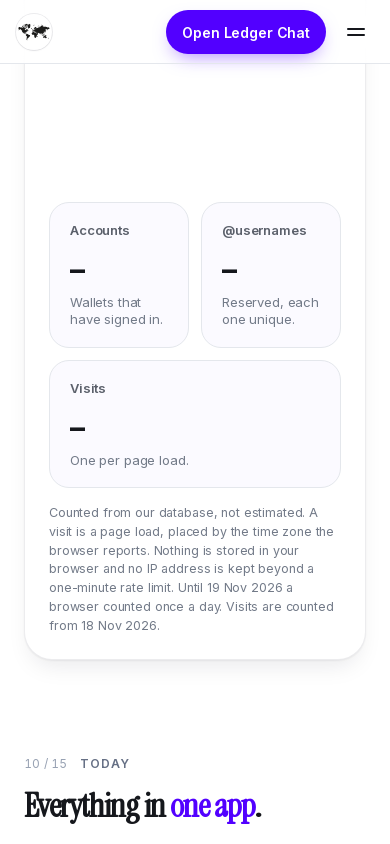 Open Ledger Chat
Accounts
–
Wallets that
have signed in.
@usernames
–
Reserved, each
one unique.
Visits
–
One per page load.
Counted from our database, not estimated. A
visit is a page load, placed by the time zone the
browser reports. Nothing is stored in your
browser and no IP address is kept beyond a
one-minute rate limit. Until 19 Nov 2026 a
browser counted once a day. Visits are counted
from 18 Nov 2026.
10 / 15 TODAY
Everything in one app.